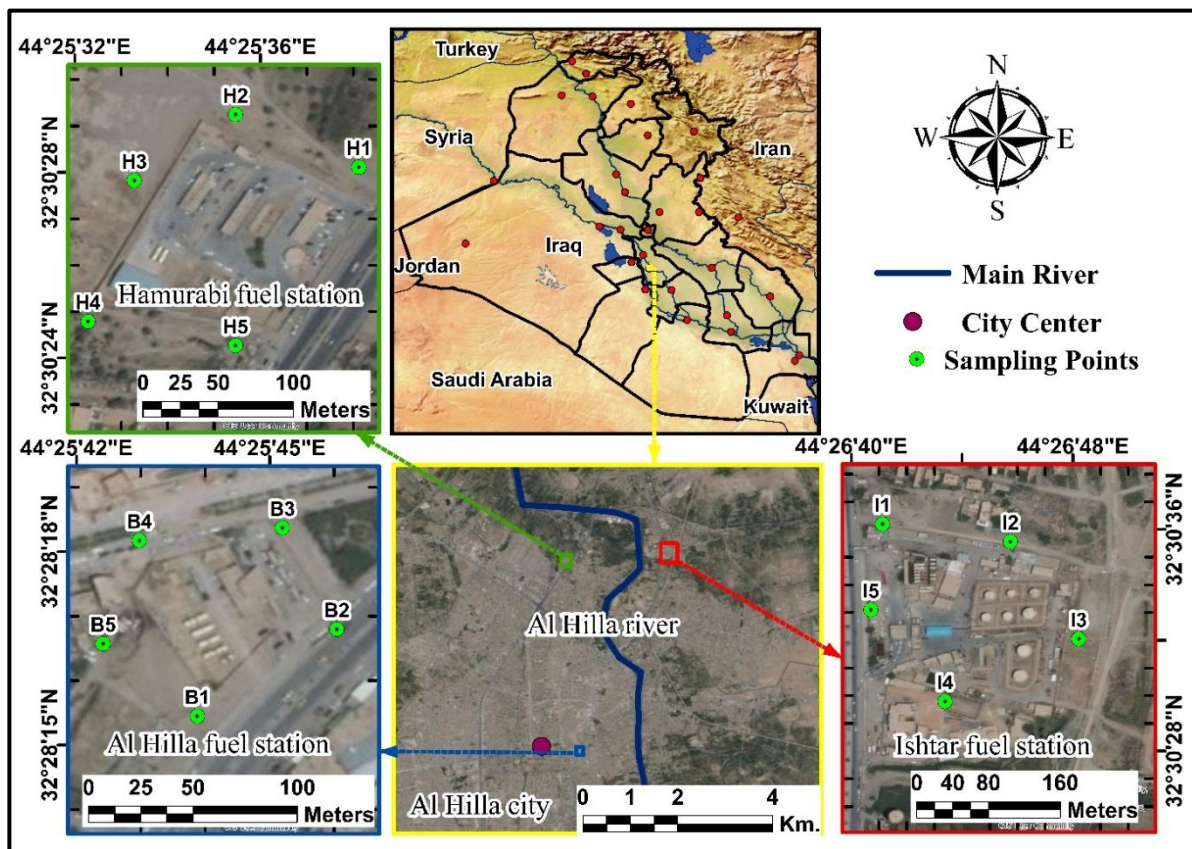 44°25'32"E
44°25'36"E
32°30'28"N
32°30'24"N
H2
H1
H3
H4
H5
Hamurabi fuel station
0 25 50 100
Meters
Turkey
Syria
Iran
Iraq
Jordan
Saudi Arabia
Kuwait
N
W E
S
Main River
City Center
Sampling Points
44°25'42"E
44°25'45"E
32°28'18"N
32°28'15"N
B4
B3
B2
B5
B1
Al Hilla fuel station
0 25 50 100
Meters
Al Hilla river
Al Hilla city
0 1 2 4
Km.
44°26'40"E
44°26'48"E
32°30'36"N
32°30'28"N
I1
I2
I5
I3
I4
Ishtar fuel station
0 40 80 160
Meters